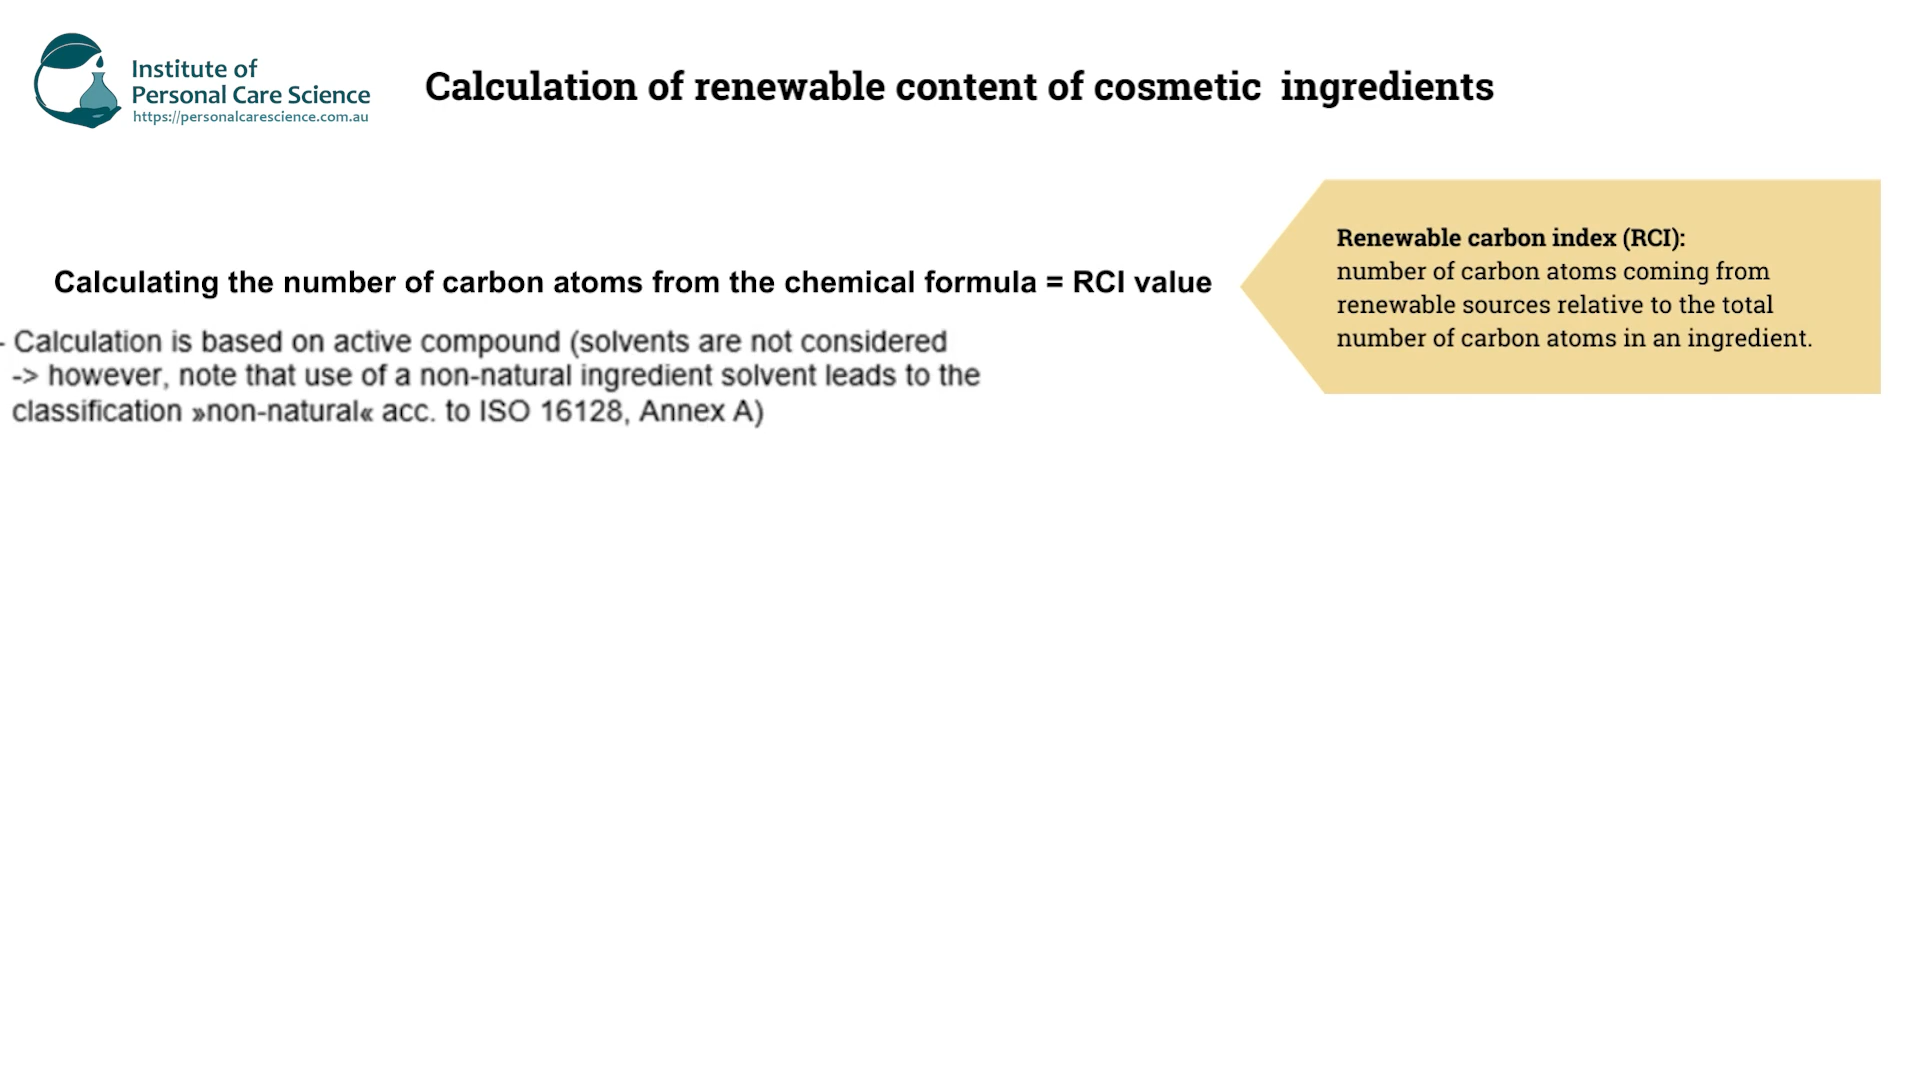 Institute of
Personal Care Science
https://personalcarescience.com.au
Calculation of renewable content of cosmetic ingredients
Calculating the number of carbon atoms from the chemical formula = RCI value
- Calculation is based on active compound (solvents are not considered
-> however, note that use of a non-natural ingredient solvent leads to the
classification »non-natural« acc. to ISO 16128, Annex A)
Renewable carbon index (RCI):
number of carbon atoms coming from
renewable sources relative to the total
number of carbon atoms in an ingredient.